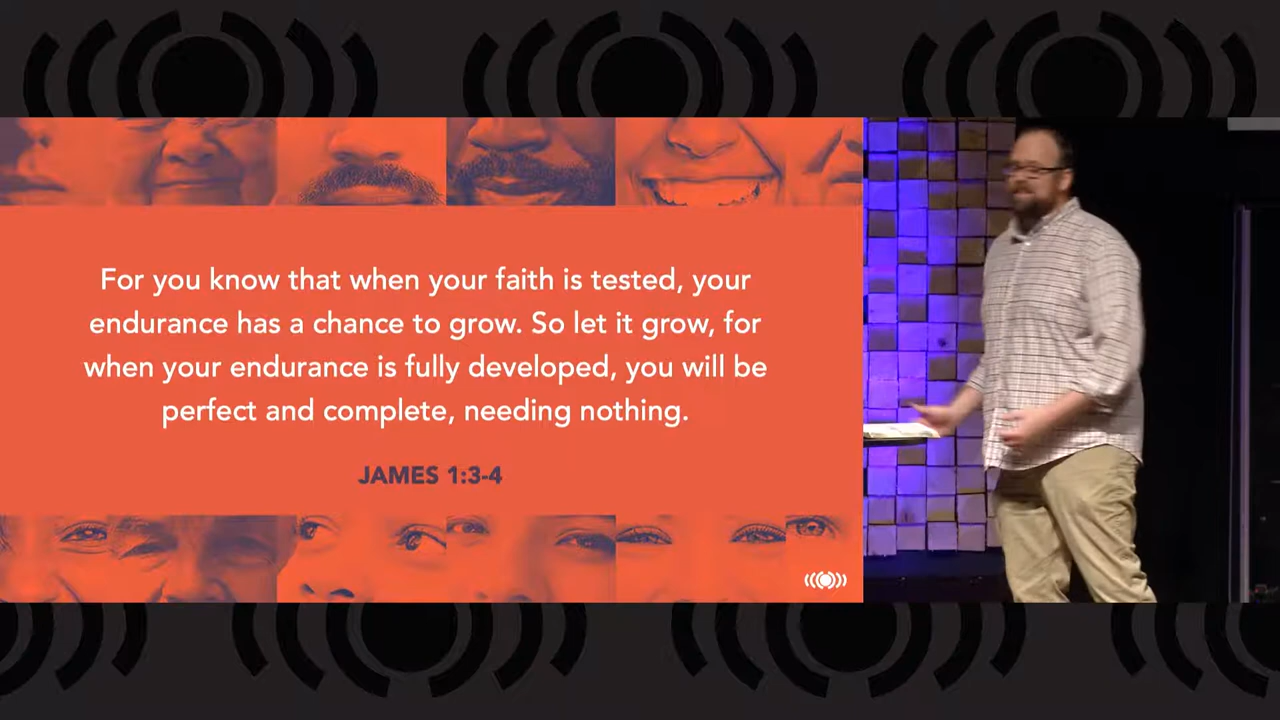 For you know that when your faith is tested, your
endurance has a chance to grow. So let it grow, for
when your endurance is fully developed, you will be
perfect and complete, needing nothing.
JAMES 1:3-4